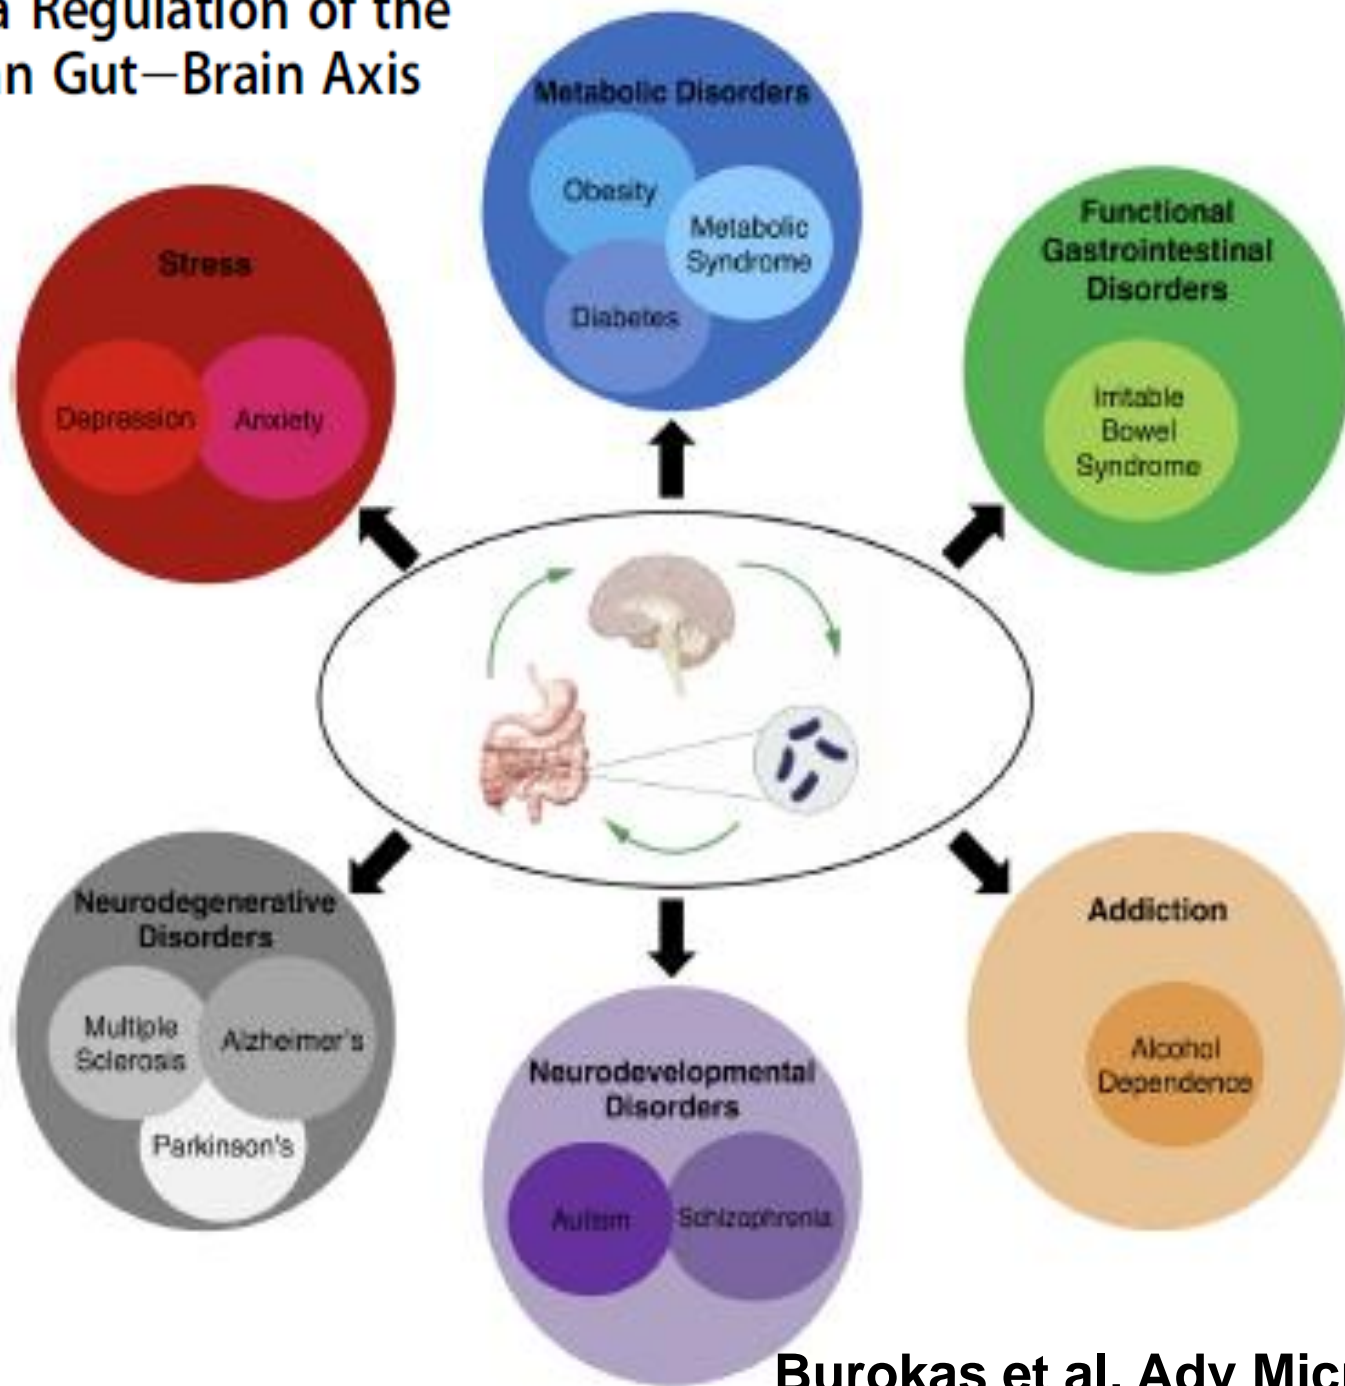 a Regulation of the
n Gut–Brain Axis
Metabolic Disorders
Obesity
Metabolic
Syndrome
Diabetes
Functional
Gastrointestinal
Disorders
Irritable
Bowel
Syndrome
Stress
Depression
Anxiety
Neurodegenerative
Disorders
Multiple
Sclerosis
Alzheimer's
Parkinson's
Neurodevelopmental
Disorders
Autism
Schizophrenia
Addiction
Alcohol
Dependence
Burokas et al. Adv Micr